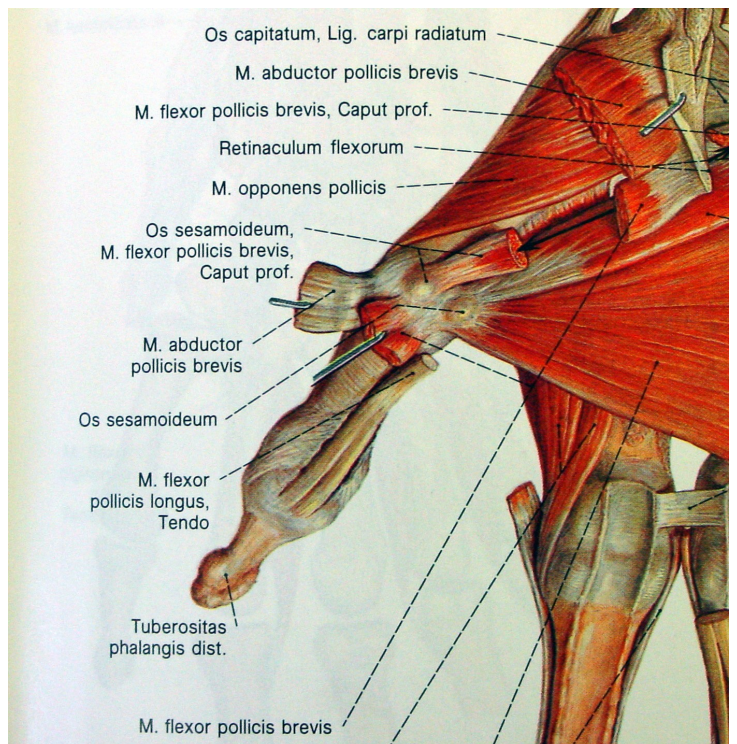 Os capitatum, Lig. carpi radiatum
M. abductor pollicis brevis
M. flexor pollicis brevis, Caput prof.
Retinaculum flexorum
M. opponens pollicis
Os sesamoideum,
M. flexor pollicis brevis,
Caput prof.
M. abductor
pollicis brevis
Os sesamoideum
M. flexor
pollicis longus,
Tendo
Tuberositas
phalangis dist.
M. flexor pollicis brevis